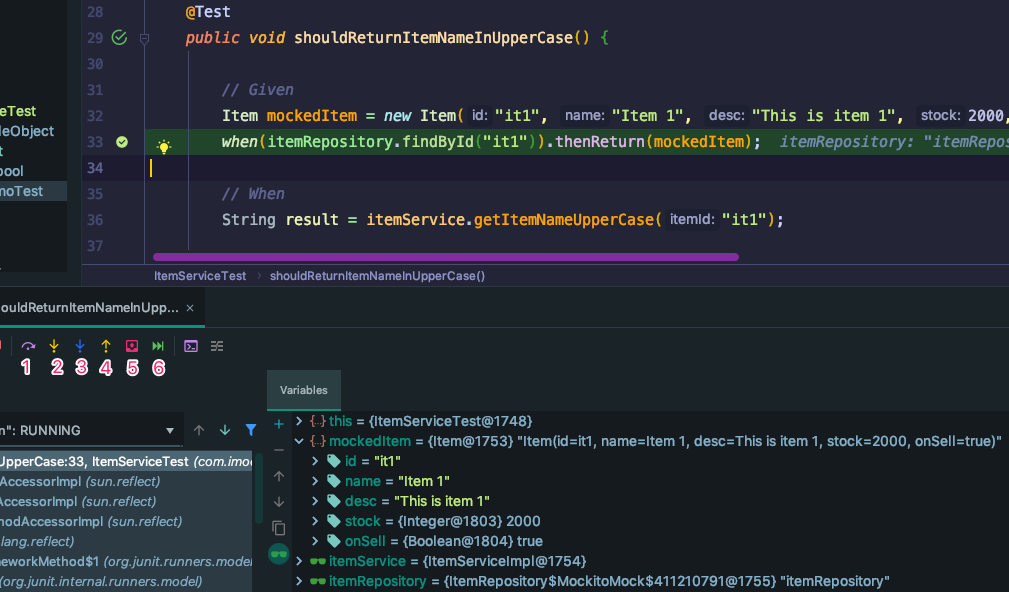 28 @Test
29 public void shouldReturnItemNameInUpperCase() {
30
31 // Given
32 Item mockedItem = new Item( id: "it1", name: "Item 1", desc: "This is item 1", stock: 2000,
33 when(itemRepository.findById("it1")).thenReturn(mockedItem); itemRepository: "itemRepos
34
35 // When
36 String result = itemService.getItemNameUpperCase( itemId: "it1");
37
eTest
leObject
t
pool
noTest
ItemServiceTest > shouldReturnItemNameInUpperCase()
ouldReturnItemNameInUpp... ×
1 2 3 4 5 6
Variables
n": RUNNING
UpperCase:33, ItemServiceTest (com.imo
AccessorImpl (sun.reflect)
AccessorImpl (sun.reflect)
hodAccessorImpl (sun.reflect)
.lang.reflect)
eworkMethod$1 (org.junit.runners.model
(org.junit.internal.runners.model)
this = {ItemServiceTest@1748}
mockedItem = {Item@1753} "Item(id=it1, name=Item 1, desc=This is item 1, stock=2000, onSell=true)"
id = "it1"
name = "Item 1"
desc = "This is item 1"
stock = {Integer@1803} 2000
onSell = {Boolean@1804} true
itemService = {ItemServiceImpl@1754}
itemRepository = {ItemRepository$MockitoMock$411210791@1755} "itemRepository"